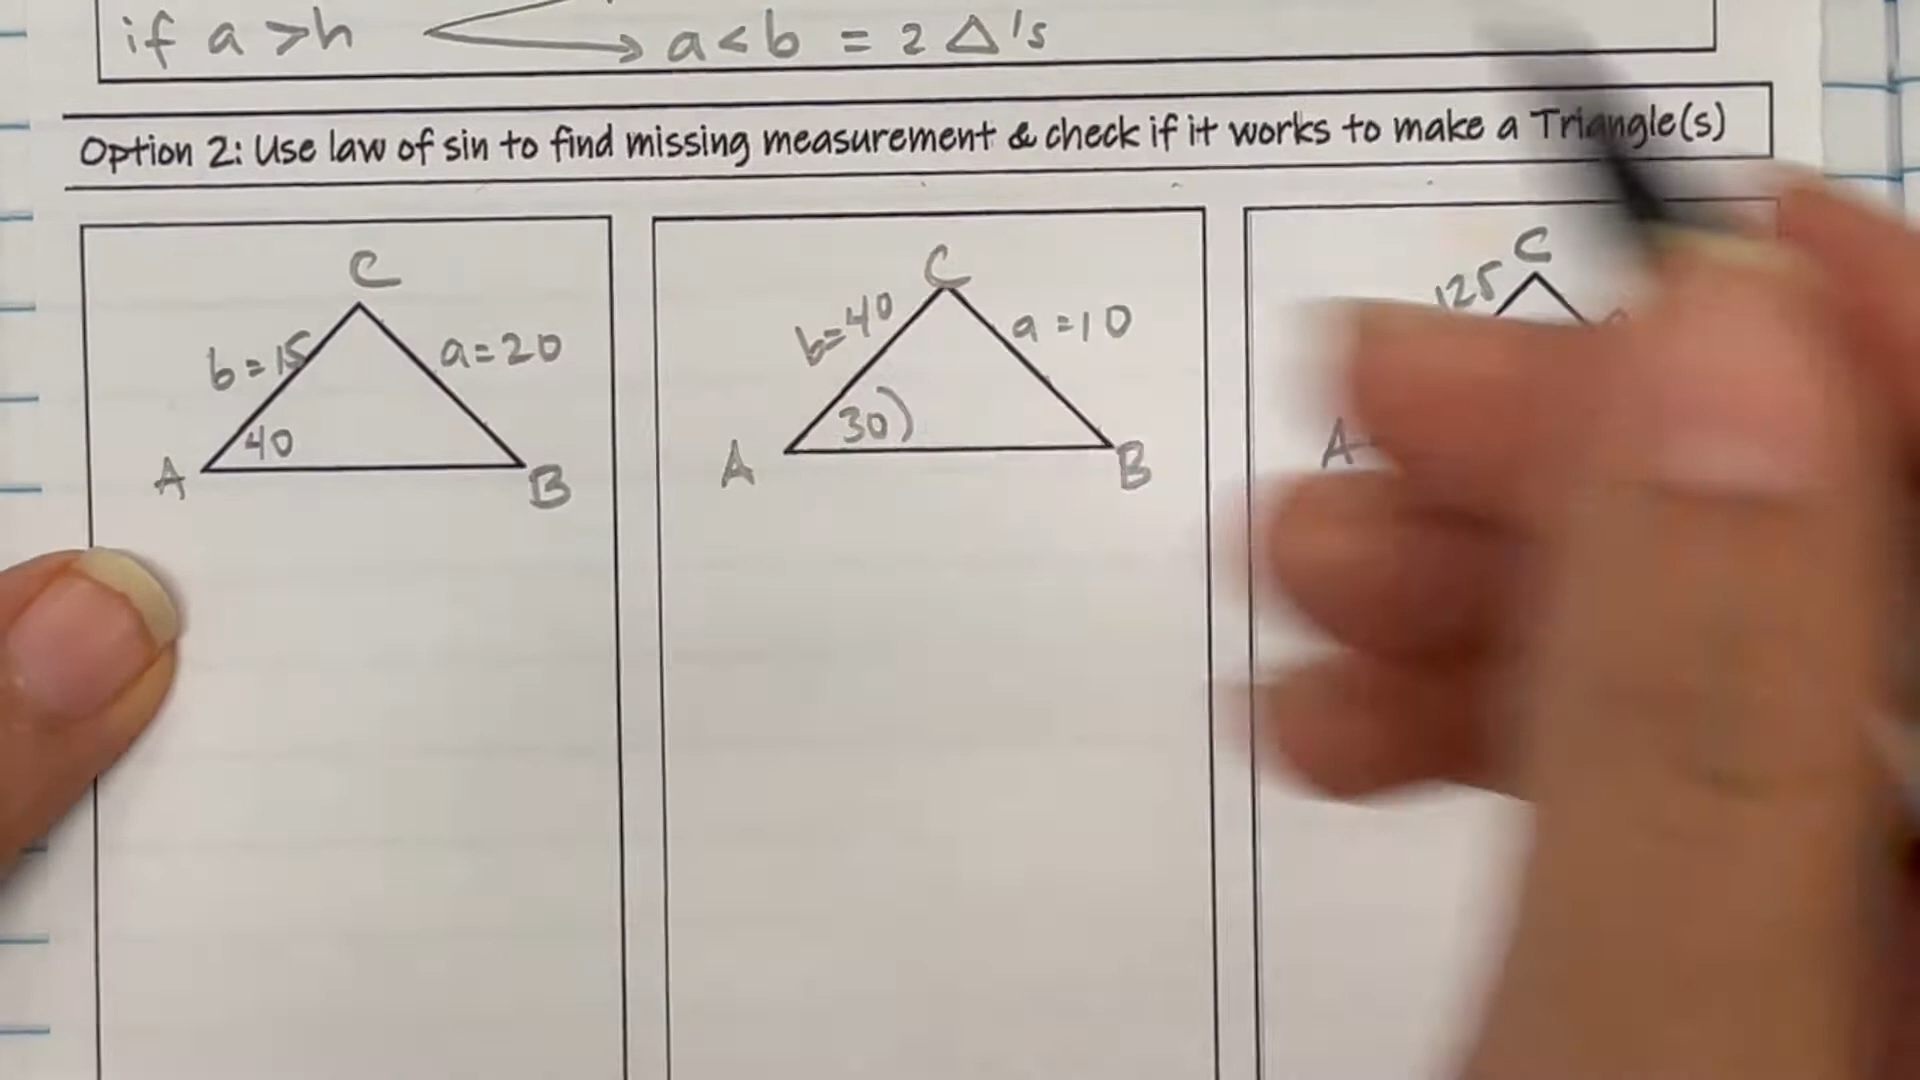 if a > h a < b = 2 △'s
Option 2: Use law of sin to find missing measurement & check if it works to make a Triangle(s)
C
b = 15
a = 20
40
A
B
C
b = 40
a = 10
30)
A
B
C
125
A